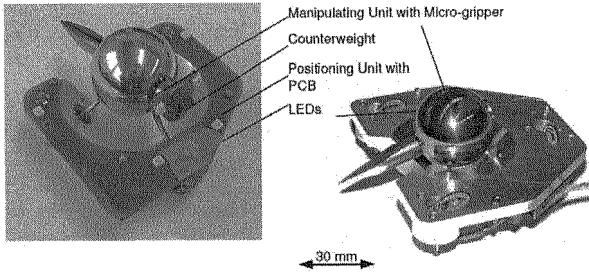 Manipulating Unit with Micro-gripper
Counterweight
Positioning Unit with
PCB
LEDs
30 mm